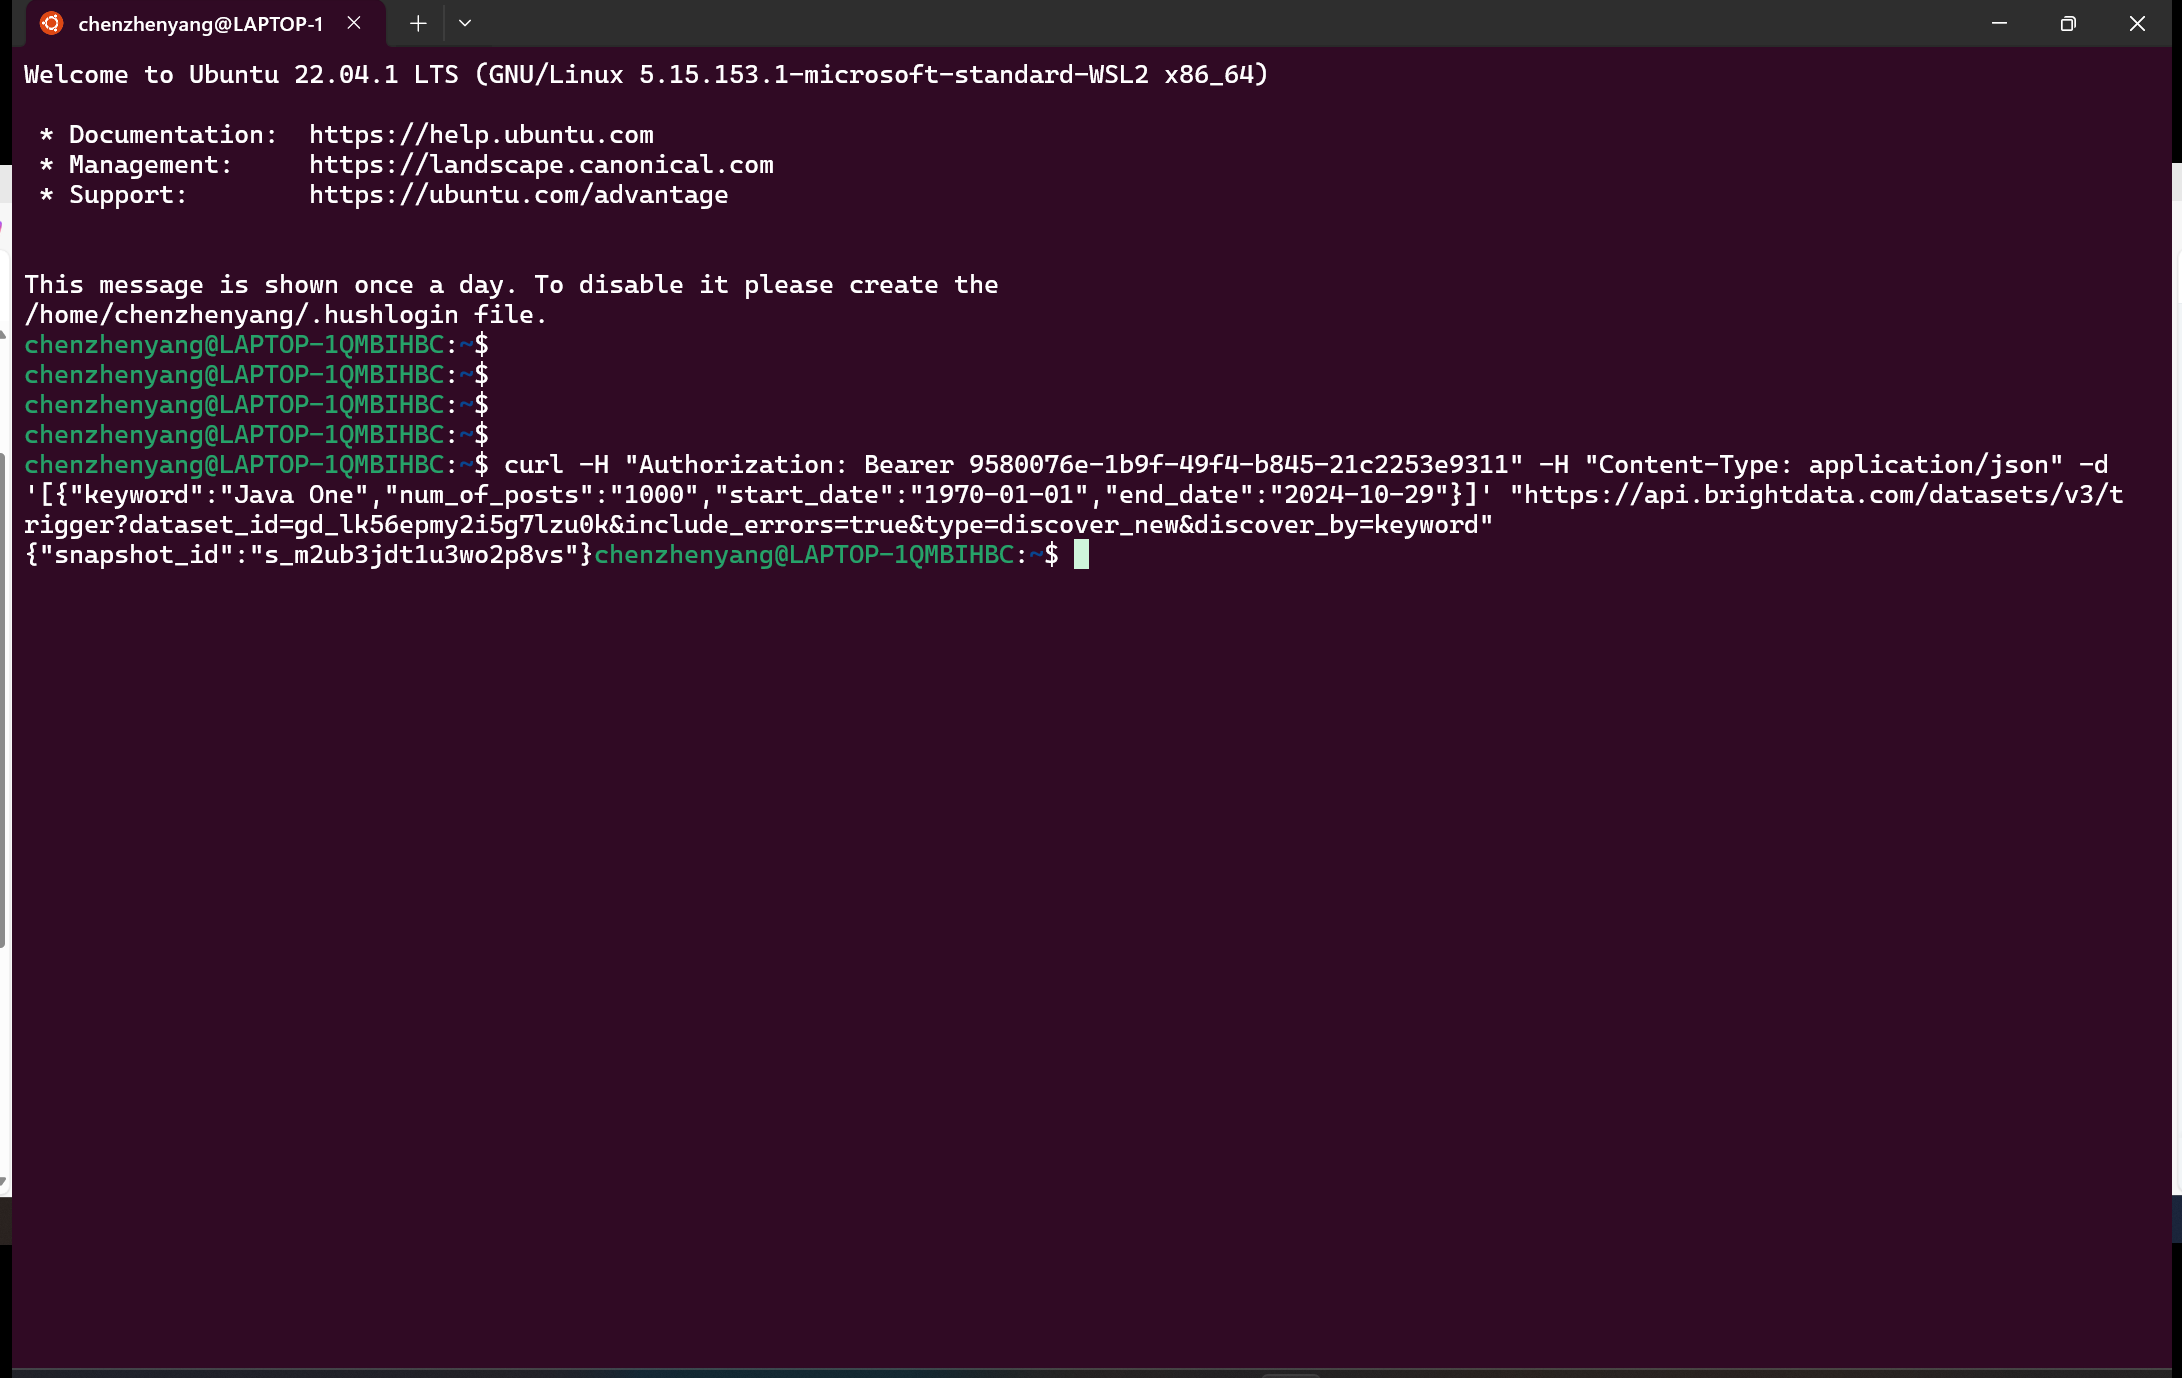 chenzhenyang@LAPTOP-1
Welcome to Ubuntu 22.04.1 LTS (GNU/Linux 5.15.153.1-microsoft-standard-WSL2 x86_64)
* Documentation:  https://help.ubuntu.com
* Management:     https://landscape.canonical.com
* Support:        https://ubuntu.com/advantage
This message is shown once a day. To disable it please create the
/home/chenzhenyang/.hushlogin file.
chenzhenyang@LAPTOP-1QMBIHBC:~$
chenzhenyang@LAPTOP-1QMBIHBC:~$
chenzhenyang@LAPTOP-1QMBIHBC:~$
chenzhenyang@LAPTOP-1QMBIHBC:~$
chenzhenyang@LAPTOP-1QMBIHBC:~$ curl -H "Authorization: Bearer 9580076e-1b9f-49f4-b845-21c2253e9311" -H "Content-Type: application/json" -d
'[{"keyword":"Java One","num_of_posts":"1000","start_date":"1970-01-01","end_date":"2024-10-29"}]' "https://api.brightdata.com/datasets/v3/t
rigger?dataset_id=gd_lk56epmy2i5g7lzu0k&include_errors=true&type=discover_new&discover_by=keyword"
{"snapshot_id":"s_m2ub3jdt1u3wo2p8vs"}chenzhenyang@LAPTOP-1QMBIHBC:~$